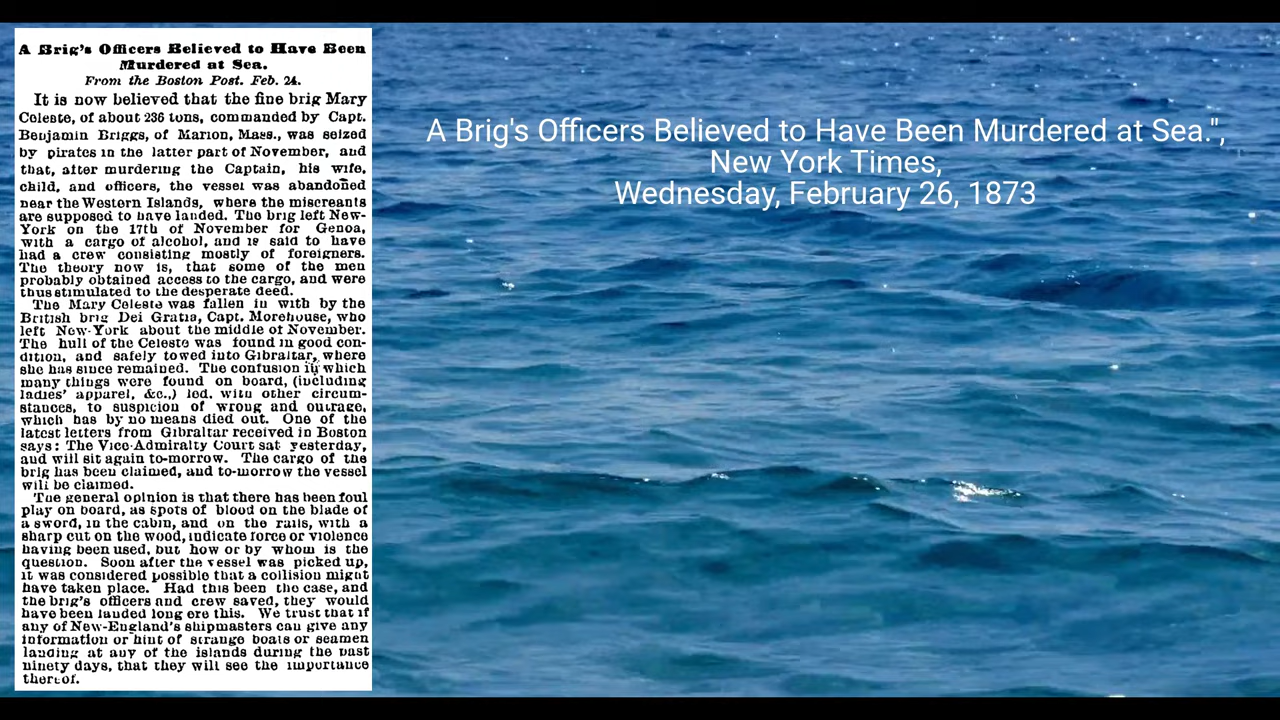 A Brig's Officers Believed to Have Been
Murdered at Sea.
From the Boston Post. Feb. 24.
It is now believed that the fine brig Mary
Celeste, of about 236 tons, commanded by Capt.
Benjamin Briggs, of Marion, Mass., was seized
by pirates in the latter part of November, and
that, after murdering the Captain, his wife,
child, and officers, the vessel was abandoned
near the Western Islands, where the miscreants
are supposed to have landed. The brig left New-
York on the 17th of November for Genoa,
with a cargo of alcohol, and is said to have
had a crew consisting mostly of foreigners.
The theory now is, that some of the men
probably obtained access to the cargo, and were
thus stimulated to the desperate deed.
The Mary Celeste was fallen in with by the
British brig Dei Gratia, Capt. Morehouse, who
left New-York about the middle of November.
The hull of the Celeste was found in good con-
dition, and safely towed into Gibraltar, where
she has since remained. The confusion in which
many things were found on board, (including
ladies' apparel, &c.,) led, with other circum-
stances, to suspicion of wrong and outrage,
which has by no means died out. One of the
latest letters from Gibraltar received in Boston
says: The Vice-Admiralty Court sat yesterday,
and will sit again to-morrow. The cargo of the
brig has been claimed, and to-morrow the vessel
will be claimed.
The general opinion is that there has been foul
play on board, as spots of blood on the blade of
a sword, in the cabin, and on the rails, with a
sharp cut on the wood, indicate force or violence
having been used, but how or by whom is the
question. Soon after the vessel was picked up,
it was considered possible that a collision might
have taken place. Had this been the case, and
the brig's officers and crew saved, they would
have been landed long ere this. We trust that if
any of New-England's shipmasters can give any
information or hint of strange boats or seamen
landing at any of the islands during the past
ninety days, that they will see the importance
thereof.
A Brig's Officers Believed to Have Been Murdered at Sea.",
New York Times,
Wednesday, February 26, 1873